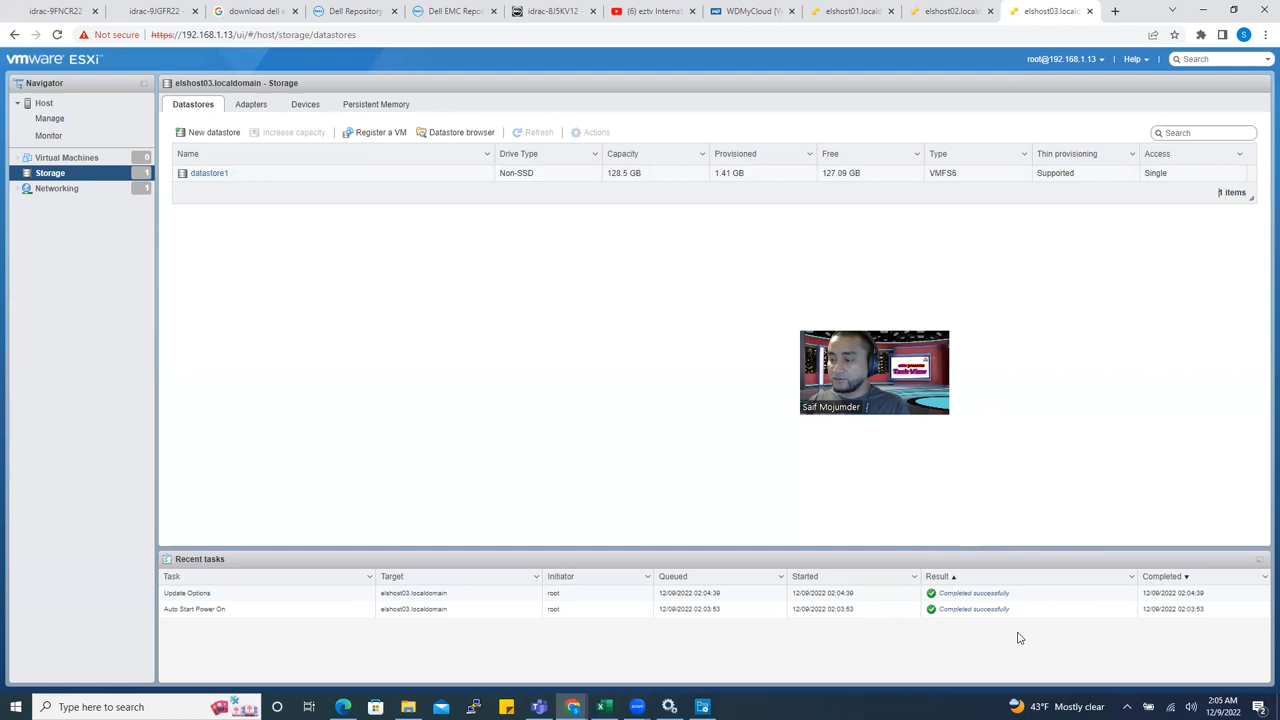 idrac-9FNCR22
idrac-9JGFR22
download dell e
Dell Repository
Dell EMC Repo
idrac-8J5KV12
(6) eztv Internat
WDMyCloud
elshost01.locald
elshost02.local
elshost03.locald
Not secure https://192.168.1.13/ui/#/host/storage/datastores
S
vmware ESXi
root@192.168.1.13
Help
Search
Navigator
Host
Manage
Monitor
Virtual Machines 0
Storage 1
Networking 1
elshost03.localdomain - Storage
Datastores Adapters Devices Persistent Memory
New datastore Increase capacity Register a VM Datastore browser Refresh Actions
Search
Name Drive Type Capacity Provisioned Free Type Thin provisioning Access
datastore1 Non-SSD 128.5 GB 1.41 GB 127.09 GB VMFS6 Supported Single
1 items
Tech View
Saif Mojumder
Recent tasks
Task Target Initiator Queued Started Result Completed
Update Options elshost03.localdomain root 12/09/2022 02:04:39 12/09/2022 02:04:39 Completed successfully 12/09/2022 02:04:39
Auto Start Power On elshost03.localdomain root 12/09/2022 02:03:53 12/09/2022 02:03:53 Completed successfully 12/09/2022 02:03:53
Type here to search
43°F Mostly clear
2:05 AM
12/9/2022
2